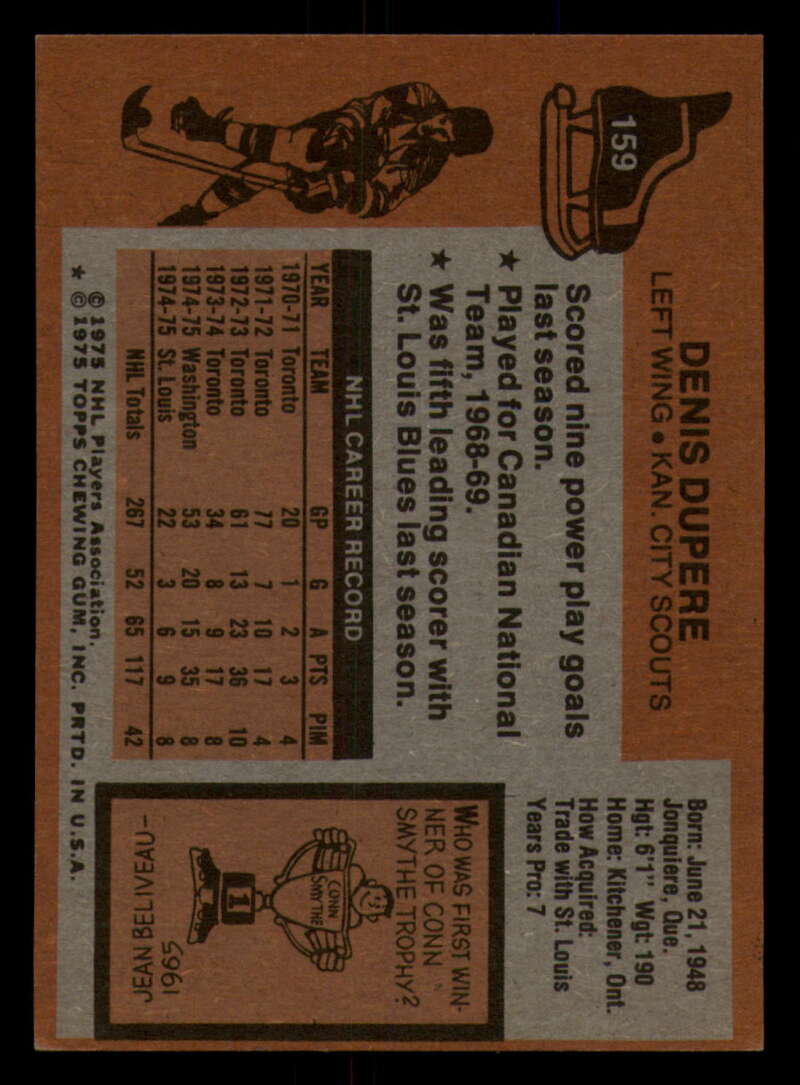 159
DENIS DUPERE
LEFT WING • KAN. CITY SCOUTS
Born: June 21, 1948
Jonquiere, Que.
Hgt: 6'1" Wgt: 190
Home: Kitchener, Ont.
How Acquired:
Trade with St. Louis
Years Pro: 7
Scored nine power play goals
last season.
★ Played for Canadian National
Team, 1968-69.
★ Was fifth leading scorer with
St. Louis Blues last season.
NHL CAREER RECORD
YEAR TEAM GP G A PTS PIM
1970-71 Toronto 20 1 2 3 4
1971-72 Toronto 77 7 10 17 4
1972-73 Toronto 61 13 23 36 10
1973-74 Toronto 34 8 9 17 8
1974-75 Washington 53 20 15 35 8
1974-75 St. Louis 22 3 6 9 8
NHL Totals 267 52 65 117 42
WHO WAS FIRST WIN-
NER OF CONN
SMYTHE TROPHY?
CONN
SMYTHE
1
JEAN BELIVEAU-
1965
© 1975 NHL Players Association.
★ © 1975 TOPPS CHEWING GUM, INC. PRTD. IN U.S.A.